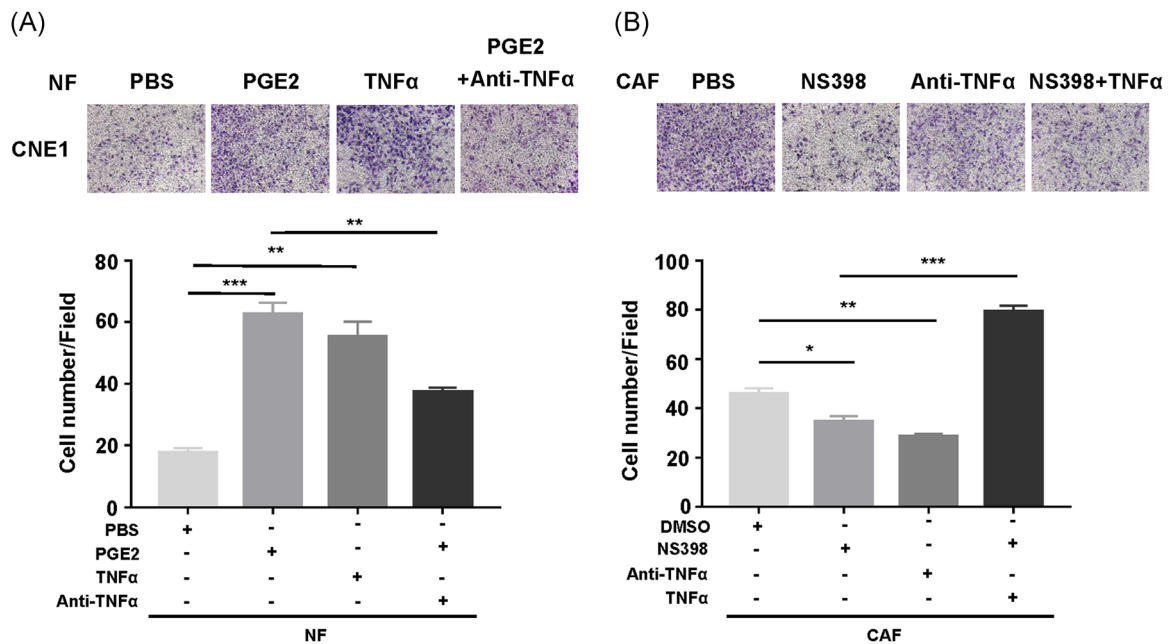 (A)
NF PBS PGE2 TNFα PGE2
+Anti-TNFα
CNE1
Cell number/Field
80
60
40
20
0
***
**
**
PBS + - - -
PGE2 - + - +
TNFα - - + -
Anti-TNFα - - - +
NF
(B)
CAF PBS NS398 Anti-TNFα NS398+TNFα
Cell number/Field
100
80
60
40
20
0
*
**
***
DMSO + - - -
NS398 - + - +
Anti-TNFα - - + -
TNFα - - - +
CAF